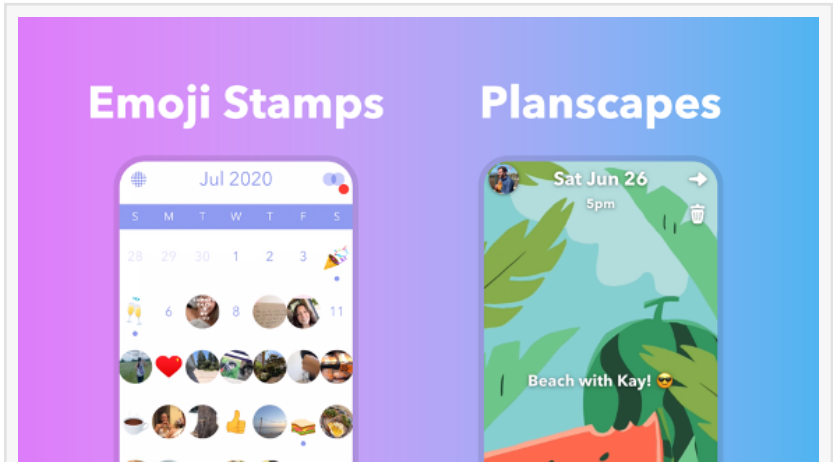 Emoji Stamps
Jul 2020
S M T W T F S
28 29 30 1 2 3
6 8 11
Planscapes
Sat Jun 26
5pm
Beach with Kay! 😎